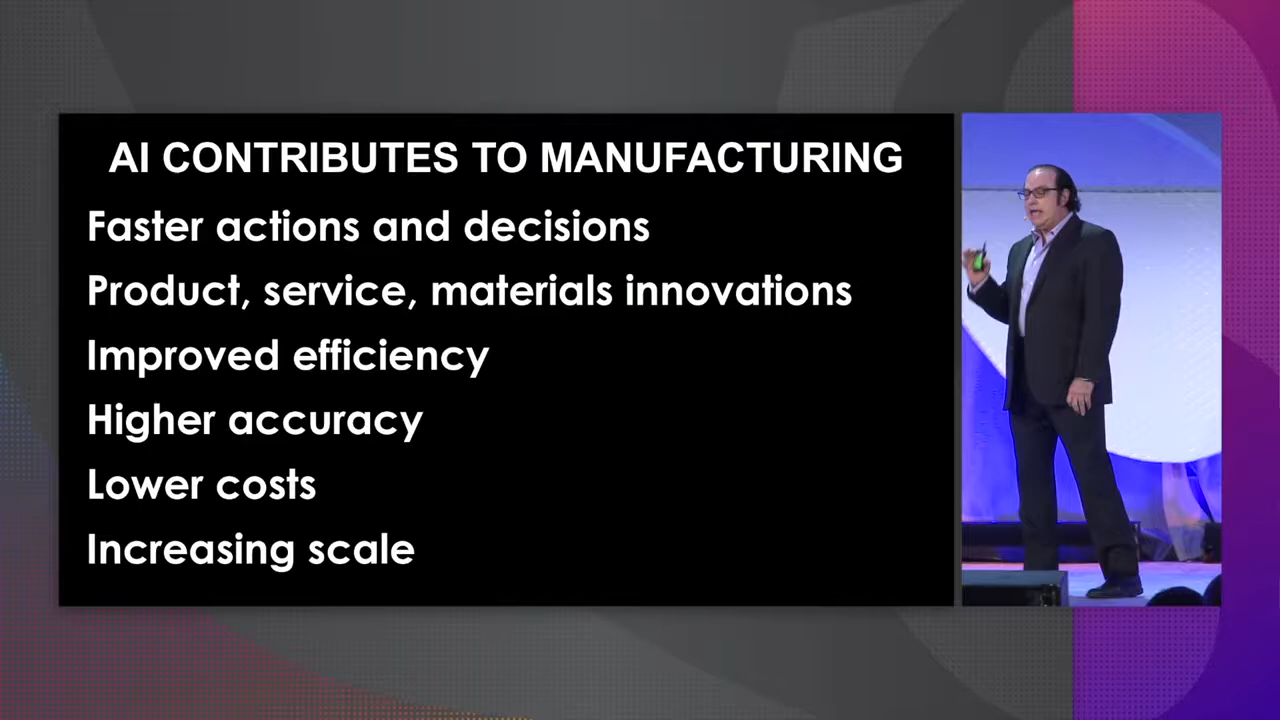 AI CONTRIBUTES TO MANUFACTURING
Faster actions and decisions
Product, service, materials innovations
Improved efficiency
Higher accuracy
Lower costs
Increasing scale